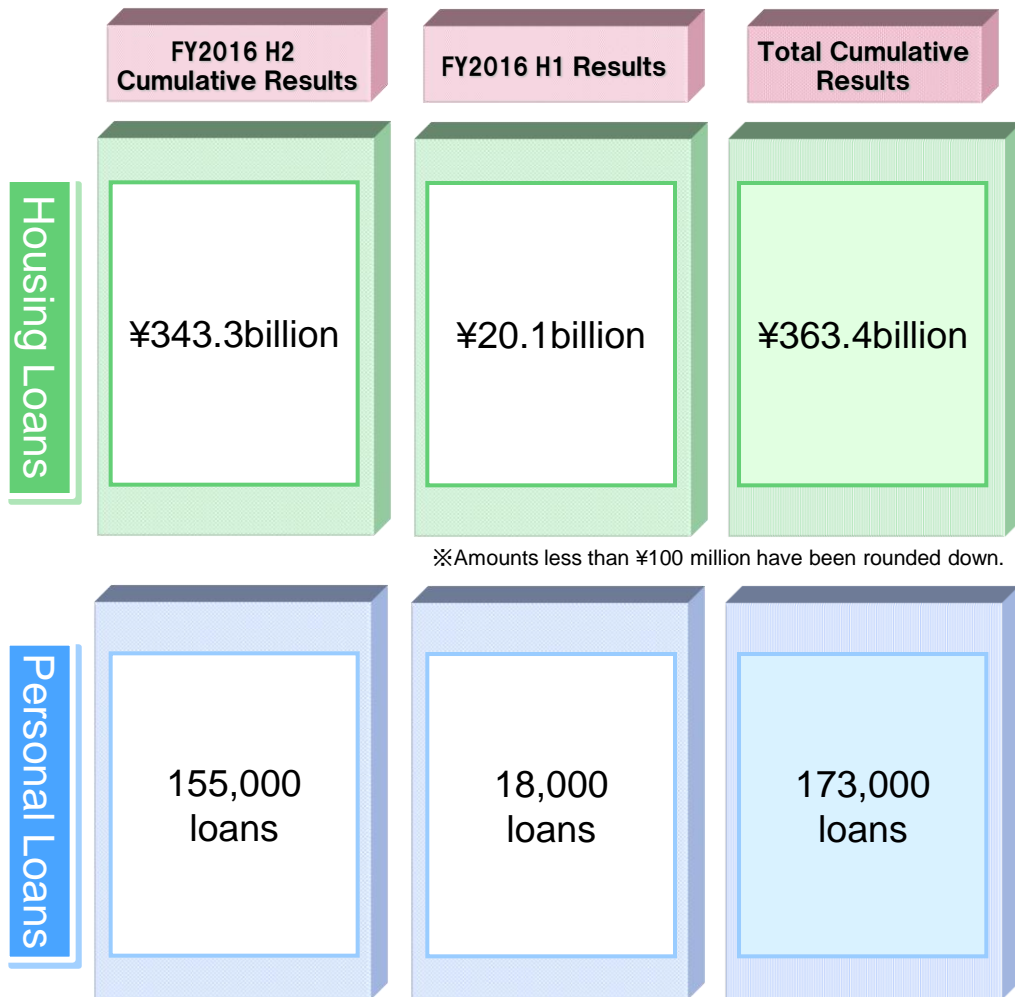 FY2016 H2
Cumulative Results
FY2016 H1 Results
Total Cumulative
Results
Housing Loans
¥343.3billion
¥20.1billion
¥363.4billion
※Amounts less than ¥100 million have been rounded down.
Personal Loans
155,000
loans
18,000
loans
173,000
loans